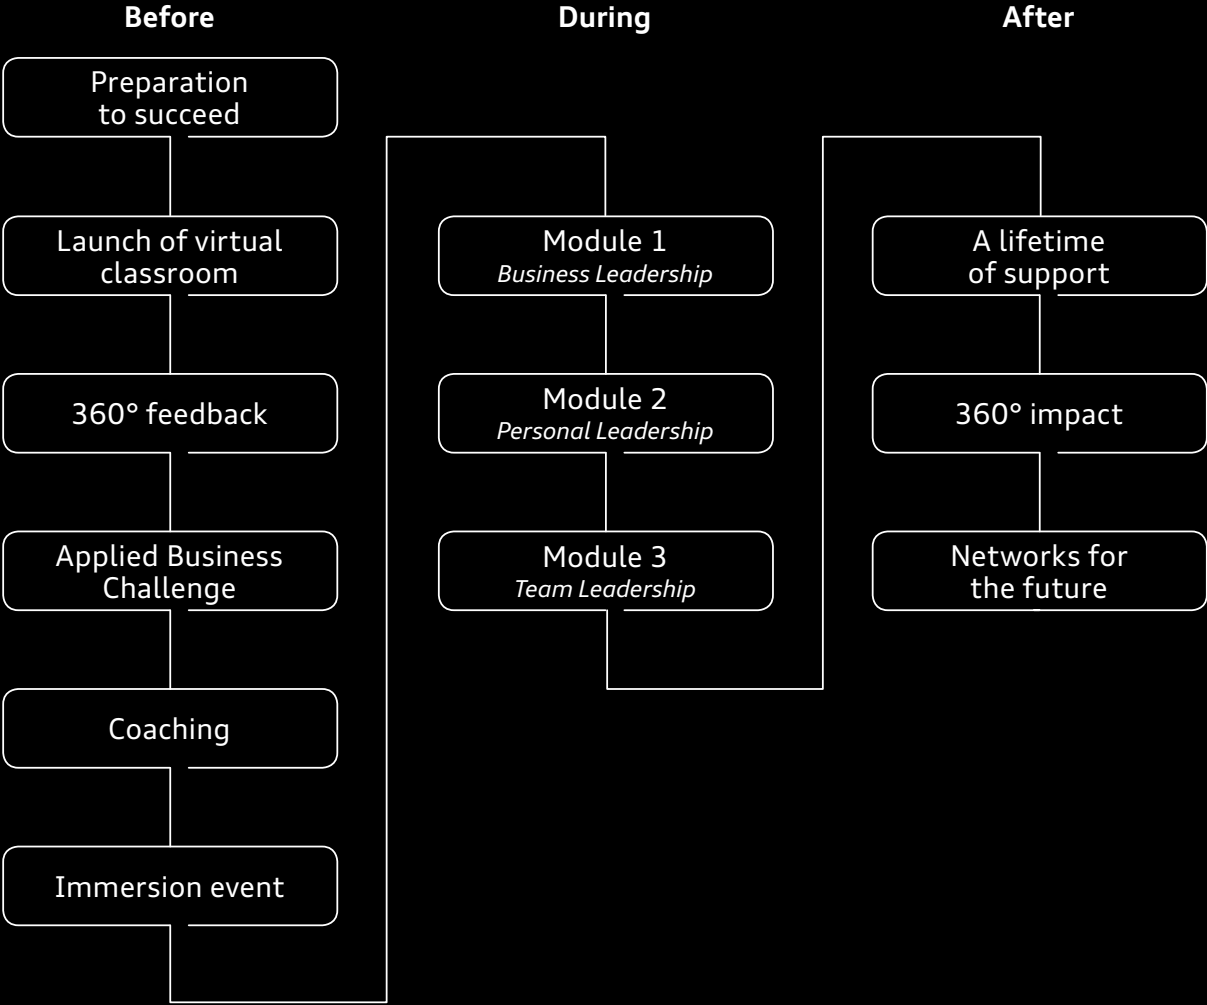 Before
Preparation
to succeed
Launch of virtual
classroom
360° feedback
Applied Business
Challenge
Coaching
Immersion event
During
Module 1
Business Leadership
Module 2
Personal Leadership
Module 3
Team Leadership
After
A lifetime
of support
360° impact
Networks for
the future